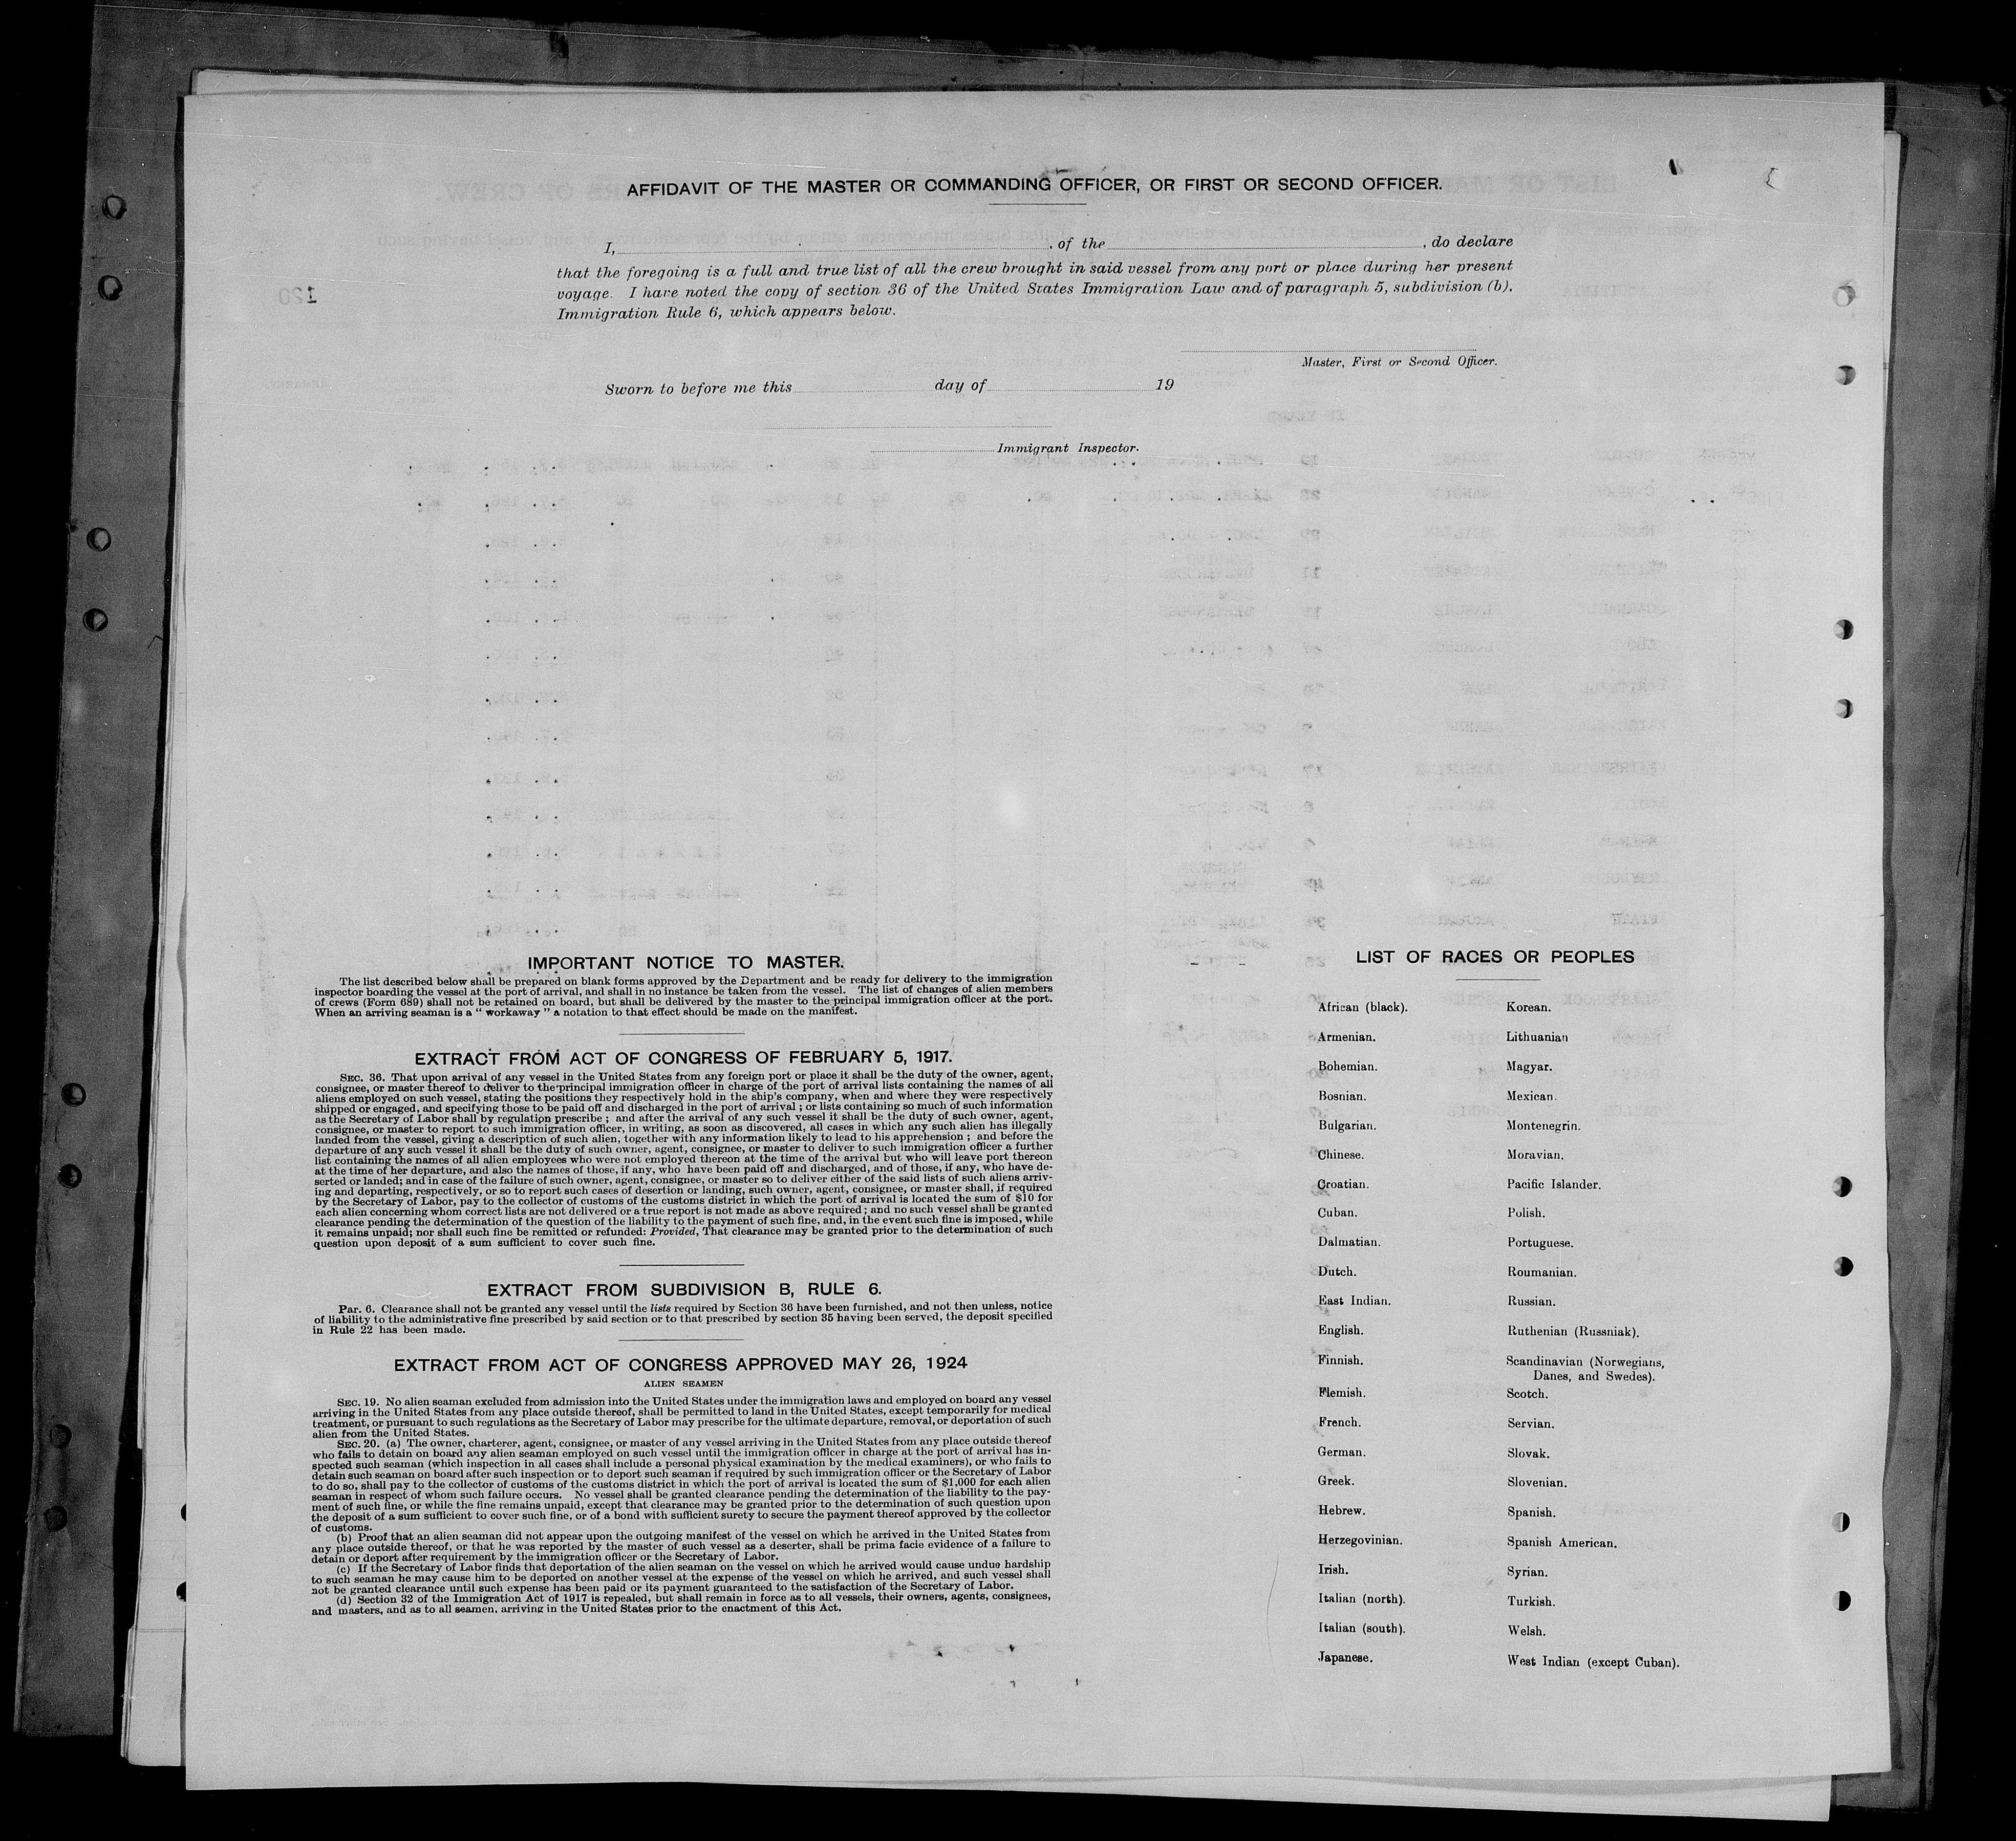 AFFIDAVIT OF THE MASTER OR COMMANDING OFFICER, OR FIRST OR SECOND OFFICER.
I, , of the , do declare
that the foregoing is a full and true list of all the crew brought in said vessel from any port or place during her present
voyage. I have noted the copy of section 36 of the United States Immigration Law and of paragraph 5, subdivision (b).
Immigration Rule 6, which appears below.
Master, First or Second Officer.
Sworn to before me this day of 19
Immigrant Inspector.
120
IMPORTANT NOTICE TO MASTER.
The list described below shall be prepared on blank forms approved by the Department and be ready for delivery to the immigration
inspector boarding the vessel at the port of arrival, and shall in no instance be taken from the vessel. The list of changes of alien members
of crews (Form 689) shall not be retained on board, but shall be delivered by the master to the principal immigration officer at the port.
When an arriving seaman is a " workaway " a notation to that effect should be made on the manifest.
EXTRACT FROM ACT OF CONGRESS OF FEBRUARY 5, 1917.
SEC. 36. That upon arrival of any vessel in the United States from any foreign port or place it shall be the duty of the owner, agent,
consignee, or master thereof to deliver to the principal immigration officer in charge of the port of arrival lists containing the names of all
aliens employed on such vessel, stating the positions they respectively hold in the ship's company, when and where they were respectively
shipped or engaged, and specifying those to be paid off and discharged in the port of arrival ; or lists containing so much of such information
as the Secretary of Labor shall by regulation prescribe ; and after the arrival of any such vessel it shall be the duty of such owner, agent,
consignee, or master to report to such immigration officer, in writing, as soon as discovered, all cases in which any such alien has illegally
landed from the vessel, giving a description of such alien, together with any information likely to lead to his apprehension ; and before the
departure of any such vessel it shall be the duty of such owner, agent, consignee, or master to deliver to such immigration officer a further
list containing the names of all alien employees who were not employed thereon at the time of the arrival but who will leave port thereon
at the time of her departure, and also the names of those, if any, who have been paid off and discharged, and of those, if any, who have de-
serted or landed; and in case of the failure of such owner, agent, consignee, or master so to deliver either of the said lists of such aliens arriv-
ing and departing, respectively, or so to report such cases of desertion or landing, such owner, agent, consignee, or master shall, if required
by the Secretary of Labor, pay to the collector of customs of the customs district in which the port of arrival is located the sum of $10 for
each alien concerning whom correct lists are not delivered or a true report is not made as above required ; and no such vessel shall be granted
clearance pending the determination of the question of the liability to the payment of such fine, and, in the event such fine is imposed, while
it remains unpaid; nor shall such fine be remitted or refunded: Provided, That clearance may be granted prior to the determination of such
question upon deposit of a sum sufficient to cover such fine.
EXTRACT FROM SUBDIVISION B, RULE 6.
Par. 6. Clearance shall not be granted any vessel until the lists required by Section 36 have been furnished, and not then unless, notice
of liability to the administrative fine prescribed by said section or to that prescribed by section 35 having been served, the deposit specified
in Rule 22 has been made.
EXTRACT FROM ACT OF CONGRESS APPROVED MAY 26, 1924
ALIEN SEAMEN
SEC. 19. No alien seaman excluded from admission into the United States under the immigration laws and employed on board any vessel
arriving in the United States from any place outside thereof, shall be permitted to land in the United States, except temporarily for medical
treatment, or pursuant to such regulations as the Secretary of Labor may prescribe for the ultimate departure, removal, or deportation of such
alien from the United States.
SEC. 20. (a) The owner, charterer, agent, consignee, or master of any vessel arriving in the United States from any place outside thereof
who fails to detain on board any alien seaman employed on such vessel until the immigration officer in charge at the port of arrival has in-
spected such seaman (which inspection in all cases shall include a personal physical examination by the medical examiners), or who fails to
detain such seaman on board after such inspection or to deport such seaman if required by such immigration officer or the Secretary of Labor
to do so, shall pay to the collector of customs of the customs district in which the port of arrival is located the sum of $1,000 for each alien
seaman in respect of whom such failure occurs. No vessel shall be granted clearance pending the determination of the liability to the pay-
ment of such fine, or while the fine remains unpaid, except that clearance may be granted prior to the determination of such question upon
the deposit of a sum sufficient to cover such fine, or of a bond with sufficient surety to secure the payment thereof approved by the collector
of customs.
(b) Proof that an alien seaman did not appear upon the outgoing manifest of the vessel on which he arrived in the United States from
any place outside thereof, or that he was reported by the master of such vessel as a deserter, shall be prima facie evidence of a failure to
detain or deport after requirement by the immigration officer or the Secretary of Labor.
(c) If the Secretary of Labor finds that deportation of the alien seaman on the vessel on which he arrived would cause undue hardship
to such seaman he may cause him to be deported on another vessel at the expense of the vessel on which he arrived, and such vessel shall
not be granted clearance until such expense has been paid or its payment guaranteed to the satisfaction of the Secretary of Labor.
(d) Section 32 of the Immigration Act of 1917 is repealed, but shall remain in force as to all vessels, their owners, agents, consignees,
and masters, and as to all seamen, arriving in the United States prior to the enactment of this Act.
LIST OF RACES OR PEOPLES
African (black). Korean.
Armenian. Lithuanian
Bohemian. Magyar.
Bosnian. Mexican.
Bulgarian. Montenegrin.
Chinese. Moravian.
Croatian. Pacific Islander.
Cuban. Polish.
Dalmatian. Portuguese.
Dutch. Roumanian.
East Indian. Russian.
English. Ruthenian (Russniak).
Finnish. Scandinavian (Norwegians,
Danes, and Swedes).
Flemish. Scotch.
French. Servian.
German. Slovak.
Greek. Slovenian.
Hebrew. Spanish.
Herzegovinian. Spanish American.
Irish. Syrian.
Italian (north). Turkish.
Italian (south). Welsh.
Japanese. West Indian (except Cuban).